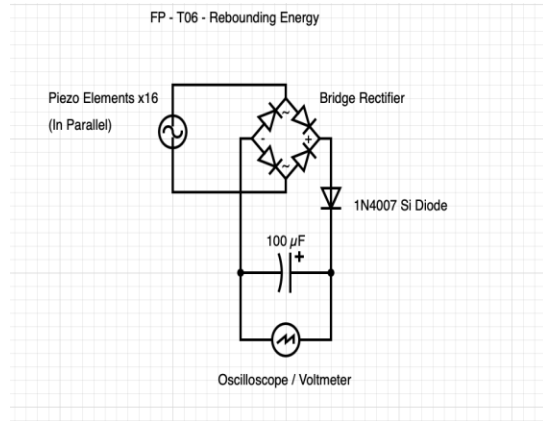 FP - T06 - Rebounding Energy
Piezo Elements x16
(In Parallel)
Bridge Rectifier
~
- +
~
1N4007 Si Diode
100 µF
+
Oscilloscope / Voltmeter